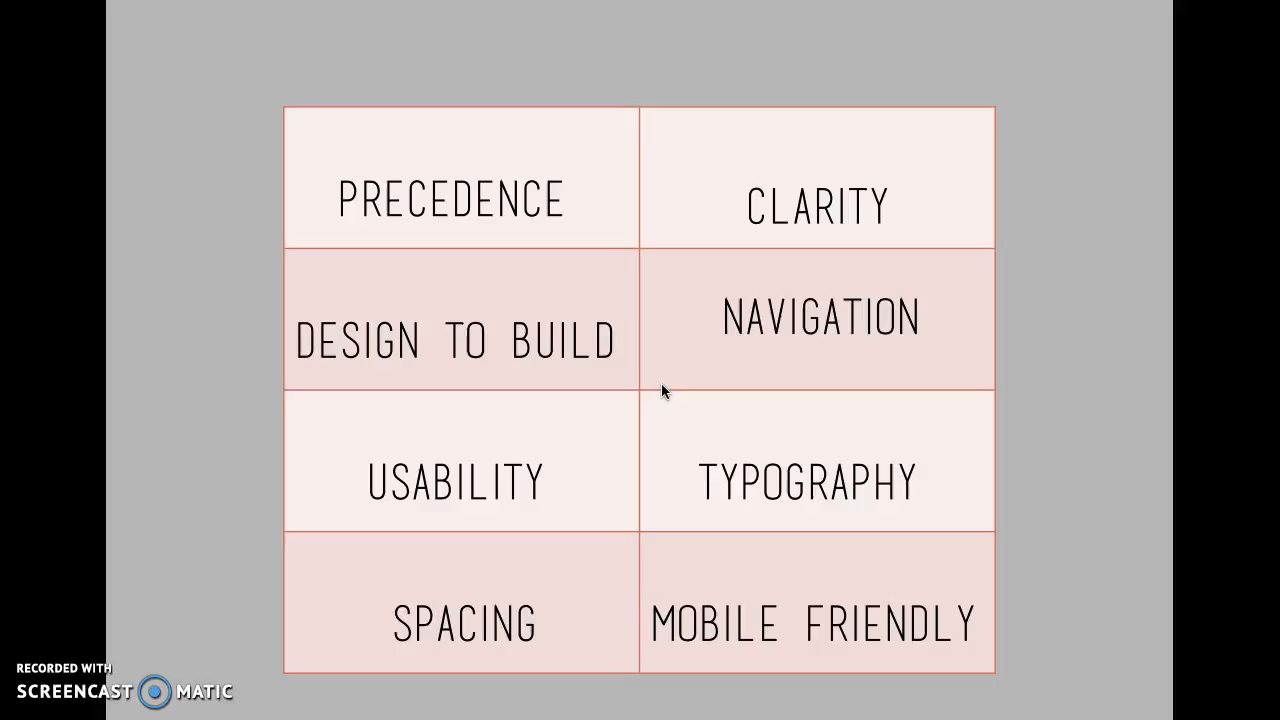 PRECEDENCE
CLARITY
DESIGN TO BUILD
NAVIGATION
USABILITY
TYPOGRAPHY
SPACING
MOBILE FRIENDLY
RECORDED WITH
SCREENCAST MATIC